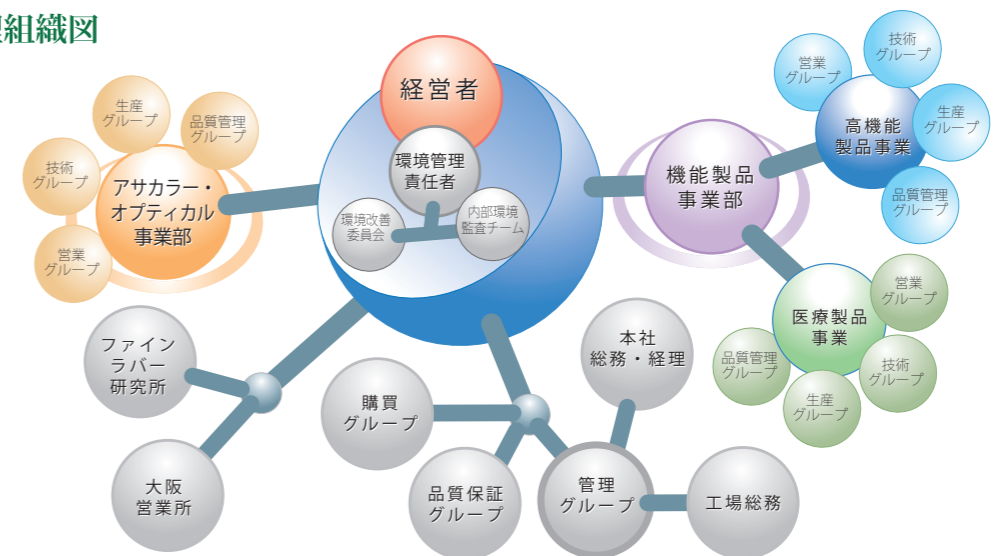 組織図
経営者
環境管理
責任者
環境改善
委員会
内部環境
監査チーム
アサカラー・
オプティカル
事業部
生産
グループ
品質管理
グループ
技術
グループ
営業
グループ
機能製品
事業部
高機能
製品事業
営業
グループ
技術
グループ
生産
グループ
品質管理
グループ
医療製品
事業
営業
グループ
技術
グループ
生産
グループ
品質管理
グループ
ファイン
ラバー
研究所
大阪
営業所
購買
グループ
品質保証
グループ
管理
グループ
本社
総務・経理
工場総務